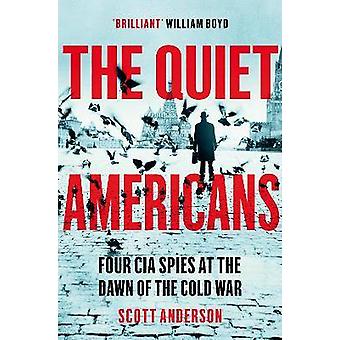 'BRILLIANT' WILLIAM BOYD
THE QUIET
AMERICANS
FOUR CIA SPIES AT THE
DAWN OF THE COLD WAR
SCOTT ANDERSON